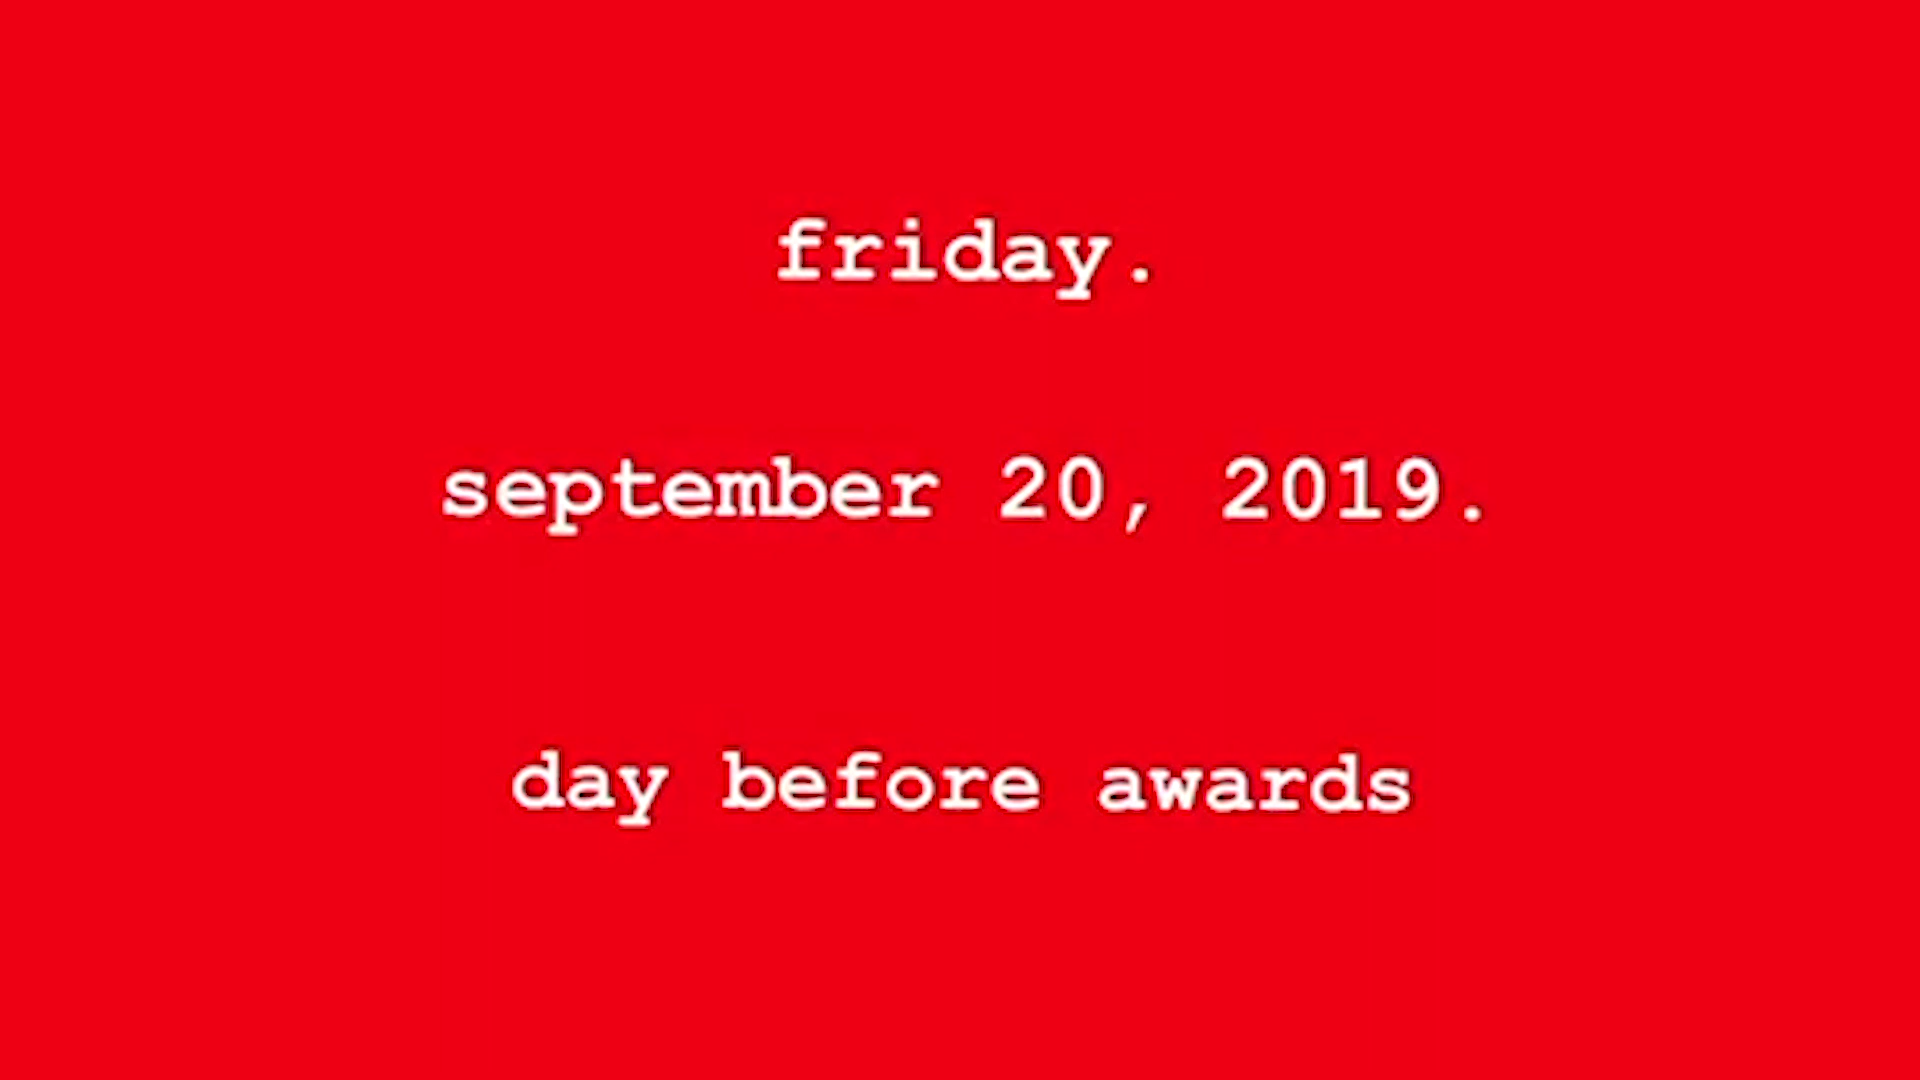 friday.
september 20, 2019.
day before awards